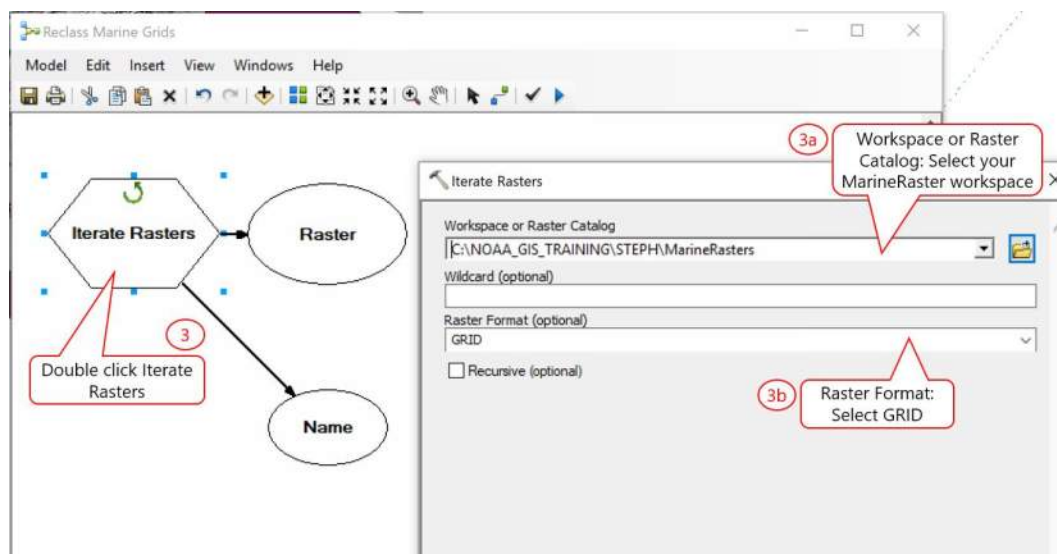 Reclass Marine Grids
Model Edit Insert View Windows Help
3a
Workspace or Raster
Catalog: Select your
MarineRaster workspace
Iterate Rasters
Iterate Rasters
Raster
Workspace or Raster Catalog
C:\NOAA_GIS_TRAINING\STEPH\MarineRasters
Wildcard (optional)
Raster Format (optional)
GRID
Recursive (optional)
3
Double click Iterate
Rasters
3b
Raster Format:
Select GRID
Name